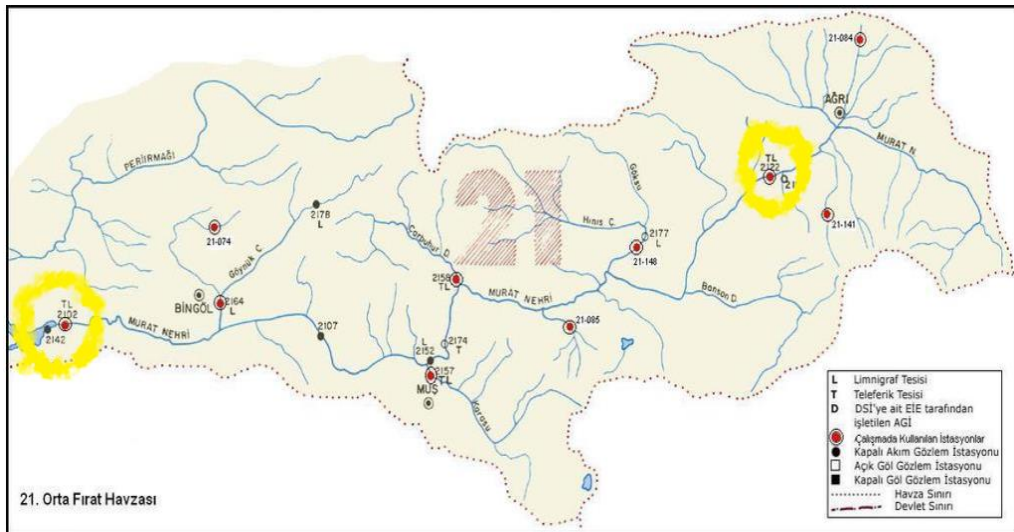 21-084
AĞRI
MURAT N.
TL
2122
D
21-141
PERİIRMAĞI
2178
L
21-074
Göynük Ç.
BİNGÖL
2164
L
TL
2102
2142
MURAT NEHRİ
2107
21
Göksu
Hınıs Ç.
2177
L
21-148
Çarbuhur D.
2158
TL
MURAT NEHRİ
Banson D.
21-095
L
2152
2174
T
2157
TL
MUŞ
Karasu
L Limnigraf Tesisi
T Teleferik Tesisi
D DSİ'ye ait EİE tarafından
işletilen AGİ
Çalışmada Kullanılan İstasyonlar
Kapalı Akım Gözlem İstasyonu
Açık Göl Gözlem İstasyonu
Kapalı Göl Gözlem İstasyonu
Havza Sınırı
Devlet Sınırı
21. Orta Fırat Havzası